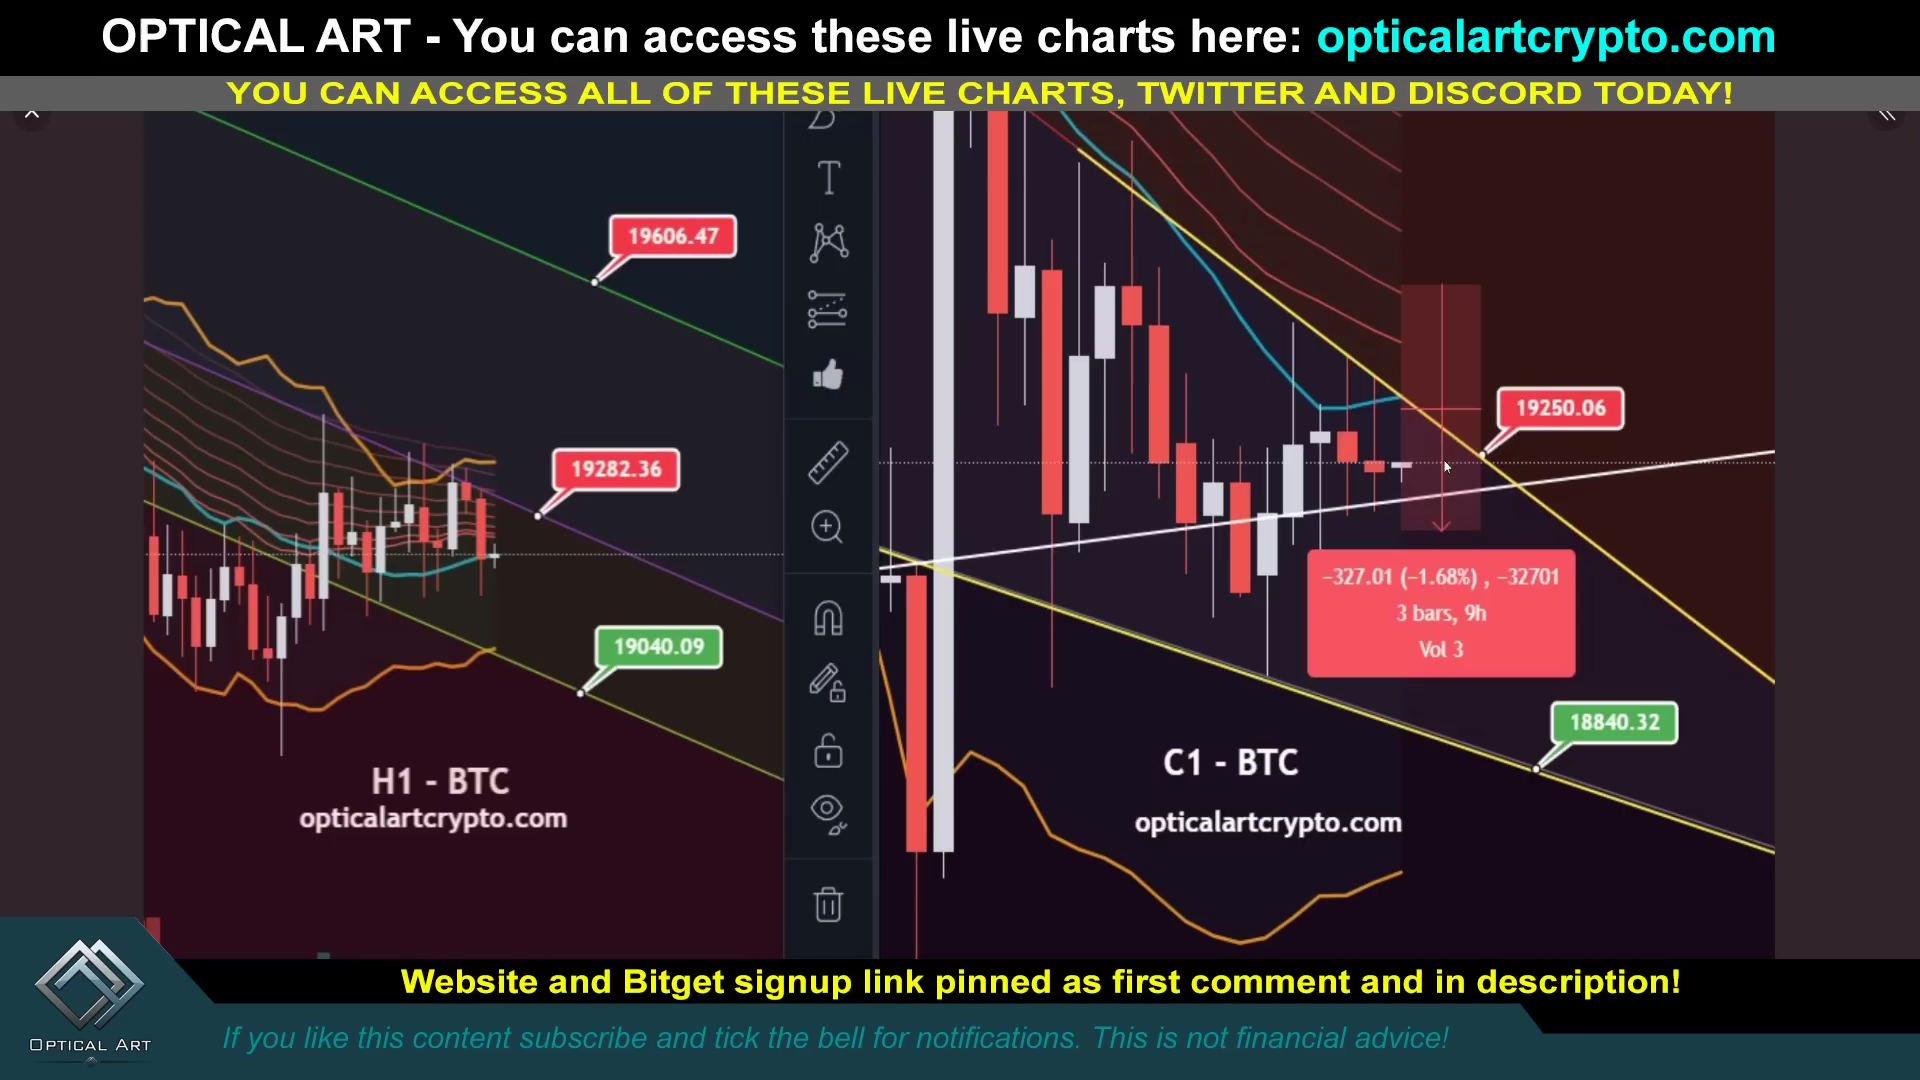 OPTICAL ART - You can access these live charts here: opticalartcrypto.com
YOU CAN ACCESS ALL OF THESE LIVE CHARTS, TWITTER AND DISCORD TODAY!
19606.47
19282.36
19040.09
H1 - BTC
opticalartcrypto.com
T
19250.06
−327.01 (−1.68%) , −32701
3 bars, 9h
Vol 3
18840.32
C1 - BTC
opticalartcrypto.com
Website and Bitget signup link pinned as first comment and in description!
OPTICAL ART
If you like this content subscribe and tick the bell for notifications. This is not financial advice!